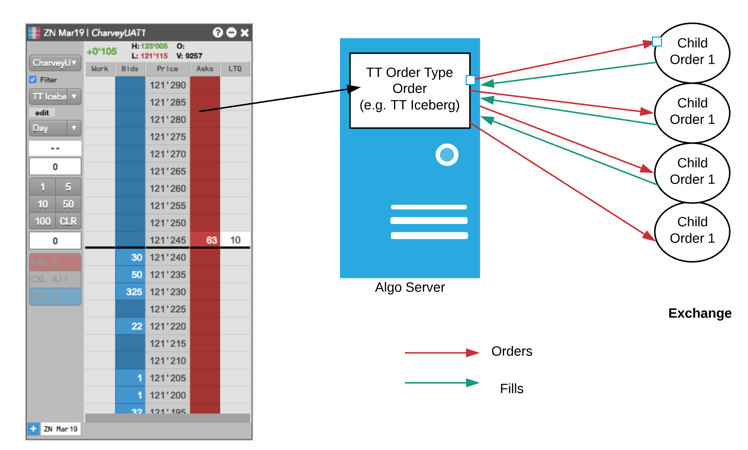 ZN Mar19 | CharveyUAT1
+0'105
H: 123'005 O:
L: 121'115 V: 9257
Work Bids Price Asks LTQ
CharveyU
Filter
TT Icebe
edit
Day
--
0
1 5
10 50
100 CLR
0
CXL All
121'290
121'285
121'280
121'275
121'270
121'265
121'260
121'255
121'250
121'245 63 10
30 121'240
50 121'235
325 121'230
121'225
22 121'220
121'215
121'210
1 121'205
1 121'200
32 121'195
+ ZN Mar19
TT Order Type
Order
(e.g. TT Iceberg)
Algo Server
Child
Order 1
Child
Order 1
Child
Order 1
Child
Order 1
Exchange
Orders
Fills